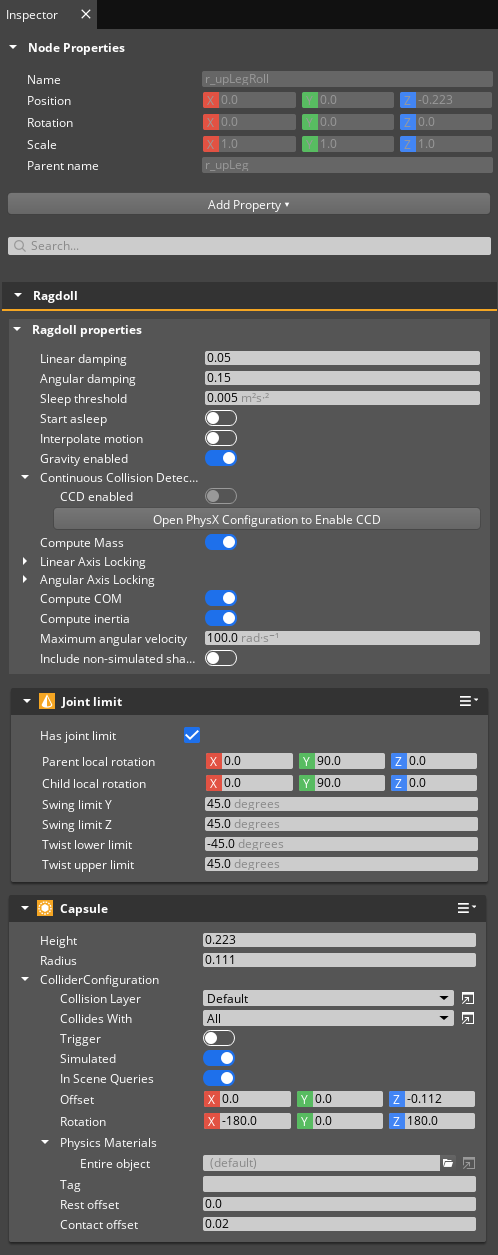 Inspector
Node Properties
Name r_upLegRoll
Position X 0.0 0.0 Z -0.223
Rotation X 0.0 0.0 Z 0.0
Scale X 1.0 1.0 Z 1.0
Parent name r_upLeg
Add Property
Search...
Ragdoll
Ragdoll properties
Linear damping 0.05
Angular damping 0.15
Sleep threshold 0.005 m²s-²
Start asleep
Interpolate motion
Gravity enabled
Continuous Collision Detec...
CCD enabled
Open PhysX Configuration to Enable CCD
Compute Mass
Linear Axis Locking
Angular Axis Locking
Compute COM
Compute inertia
Maximum angular velocity 100.0 rad·s⁻¹
Include non-simulated sha...
Joint limit
Has joint limit
Parent local rotation X 0.0 Y 90.0 Z 0.0
Child local rotation X 0.0 Y 90.0 Z 0.0
Swing limit Y 45.0 degrees
Swing limit Z 45.0 degrees
Twist lower limit -45.0 degrees
Twist upper limit 45.0 degrees
Capsule
Height 0.223
Radius 0.111
ColliderConfiguration
Collision Layer Default
Collides With All
Trigger
Simulated
In Scene Queries
Offset X 0.0 Y 0.0 Z -0.112
Rotation X -180.0 Y 0.0 Z 180.0
Physics Materials
Entire object (default)
Tag
Rest offset 0.0
Contact offset 0.02